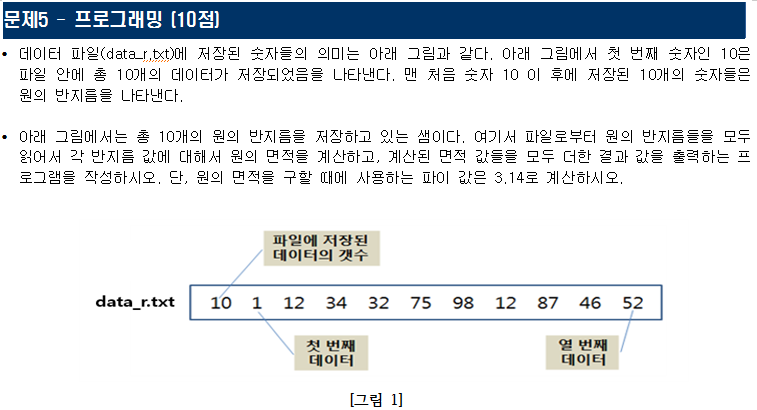 문제5 - 프로그래밍 (10점)
• 데이터 파일(data_r.txt)에 저장된 숫자들의 의미는 아래 그림과 같다. 아래 그림에서 첫 번째 숫자인 10은
파일 안에 총 10개의 데이터가 저장되었음을 나타낸다. 맨 처음 숫자 10 이 후에 저장된 10개의 숫자들은
원의 반지름을 나타낸다.
• 아래 그림에서는 총 10개의 원의 반지름을 저장하고 있는 샘이다. 여기서 파일로부터 원의 반지름들을 모두
읽어서 각 반지름 값에 대해서 원의 면적을 계산하고, 계산된 면적 값들을 모두 더한 결과 값을 출력하는 프
로그램을 작성하시오. 단, 원의 면적을 구할 때에 사용하는 파이 값은 3.14로 계산하시오.
파일에 저장된
데이터의 갯수
data_r.txt 10 1 12 34 32 75 98 12 87 46 52
첫 번째
데이터
열 번째
데이터
[그림 1]